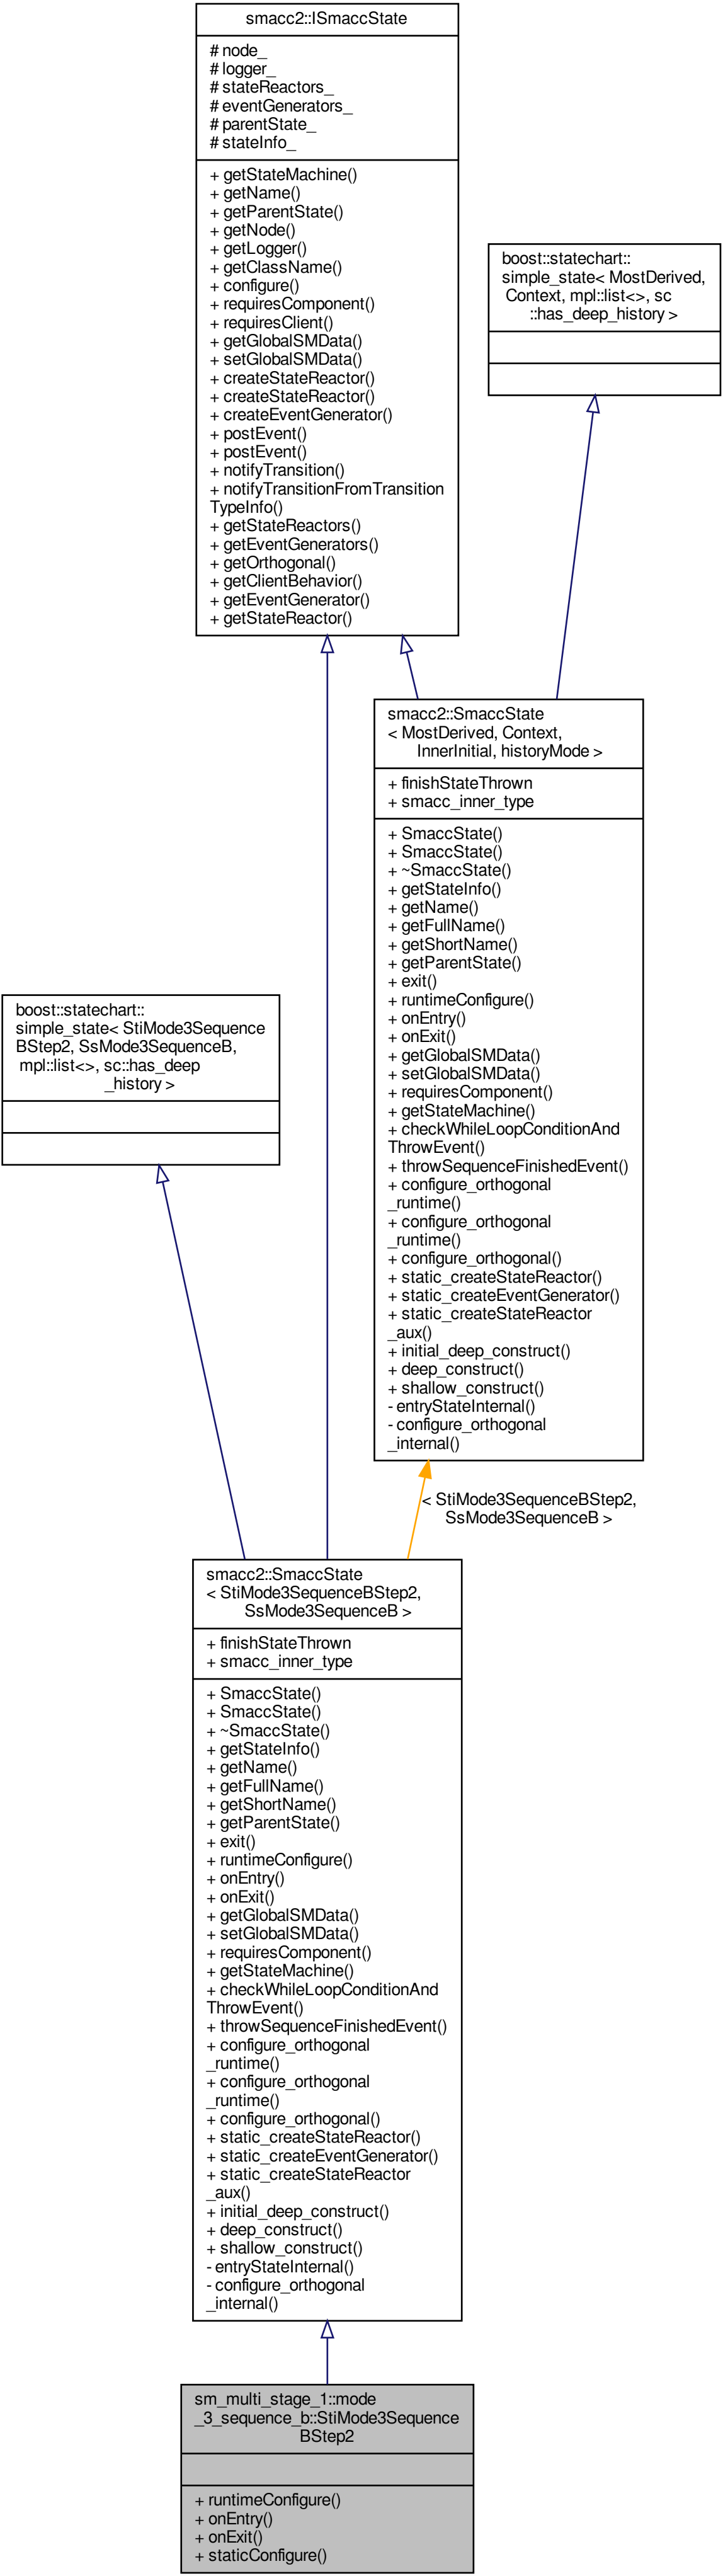 smacc2::ISmaccState
# node_
# logger_
# stateReactors_
# eventGenerators_
# parentState_
# stateInfo_
+ getStateMachine()
+ getName()
+ getParentState()
+ getNode()
+ getLogger()
+ getClassName()
+ configure()
+ requiresComponent()
+ requiresClient()
+ getGlobalSMData()
+ setGlobalSMData()
+ createStateReactor()
+ createStateReactor()
+ createEventGenerator()
+ postEvent()
+ postEvent()
+ notifyTransition()
+ notifyTransitionFromTransition
TypeInfo()
+ getStateReactors()
+ getEventGenerators()
+ getOrthogonal()
+ getClientBehavior()
+ getEventGenerator()
+ getStateReactor()
boost::statechart::
simple_state< MostDerived,
Context, mpl::list<>, sc
::has_deep_history >
smacc2::SmaccState
< MostDerived, Context,
InnerInitial, historyMode >
+ finishStateThrown
+ smacc_inner_type
+ SmaccState()
+ SmaccState()
+ ~SmaccState()
+ getStateInfo()
+ getName()
+ getFullName()
+ getShortName()
+ getParentState()
+ exit()
+ runtimeConfigure()
+ onEntry()
+ onExit()
+ getGlobalSMData()
+ setGlobalSMData()
+ requiresComponent()
+ getStateMachine()
+ checkWhileLoopConditionAnd
ThrowEvent()
+ throwSequenceFinishedEvent()
+ configure_orthogonal
_runtime()
+ configure_orthogonal
_runtime()
+ configure_orthogonal()
+ static_createStateReactor()
+ static_createEventGenerator()
+ static_createStateReactor
_aux()
+ initial_deep_construct()
+ deep_construct()
+ shallow_construct()
- entryStateInternal()
- configure_orthogonal
_internal()
boost::statechart::
simple_state< StiMode3Sequence
BStep2, SsMode3SequenceB,
mpl::list<>, sc::has_deep
_history >
< StiMode3SequenceBStep2,
SsMode3SequenceB >
smacc2::SmaccState
< StiMode3SequenceBStep2,
SsMode3SequenceB >
+ finishStateThrown
+ smacc_inner_type
+ SmaccState()
+ SmaccState()
+ ~SmaccState()
+ getStateInfo()
+ getName()
+ getFullName()
+ getShortName()
+ getParentState()
+ exit()
+ runtimeConfigure()
+ onEntry()
+ onExit()
+ getGlobalSMData()
+ setGlobalSMData()
+ requiresComponent()
+ getStateMachine()
+ checkWhileLoopConditionAnd
ThrowEvent()
+ throwSequenceFinishedEvent()
+ configure_orthogonal
_runtime()
+ configure_orthogonal
_runtime()
+ configure_orthogonal()
+ static_createStateReactor()
+ static_createEventGenerator()
+ static_createStateReactor
_aux()
+ initial_deep_construct()
+ deep_construct()
+ shallow_construct()
- entryStateInternal()
- configure_orthogonal
_internal()
sm_multi_stage_1::mode
_3_sequence_b::StiMode3Sequence
BStep2
+ runtimeConfigure()
+ onEntry()
+ onExit()
+ staticConfigure()